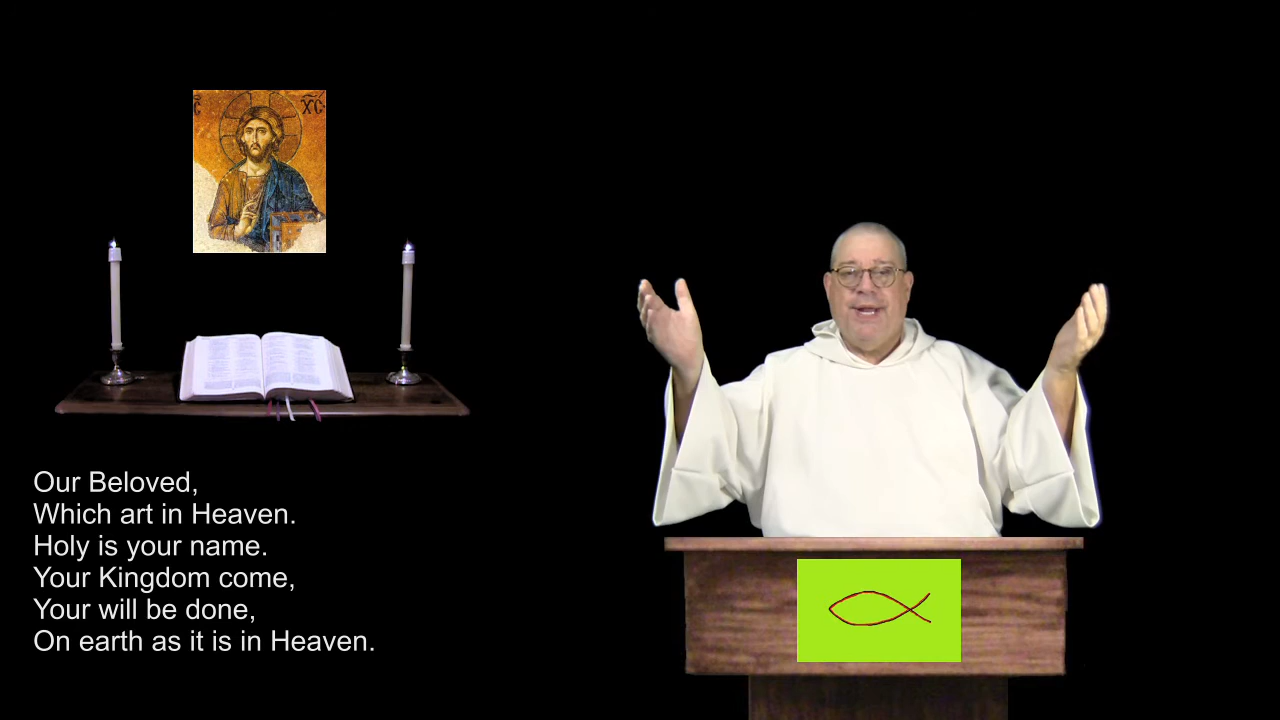 XC
Our Beloved,
Which art in Heaven.
Holy is your name.
Your Kingdom come,
Your will be done,
On earth as it is in Heaven.